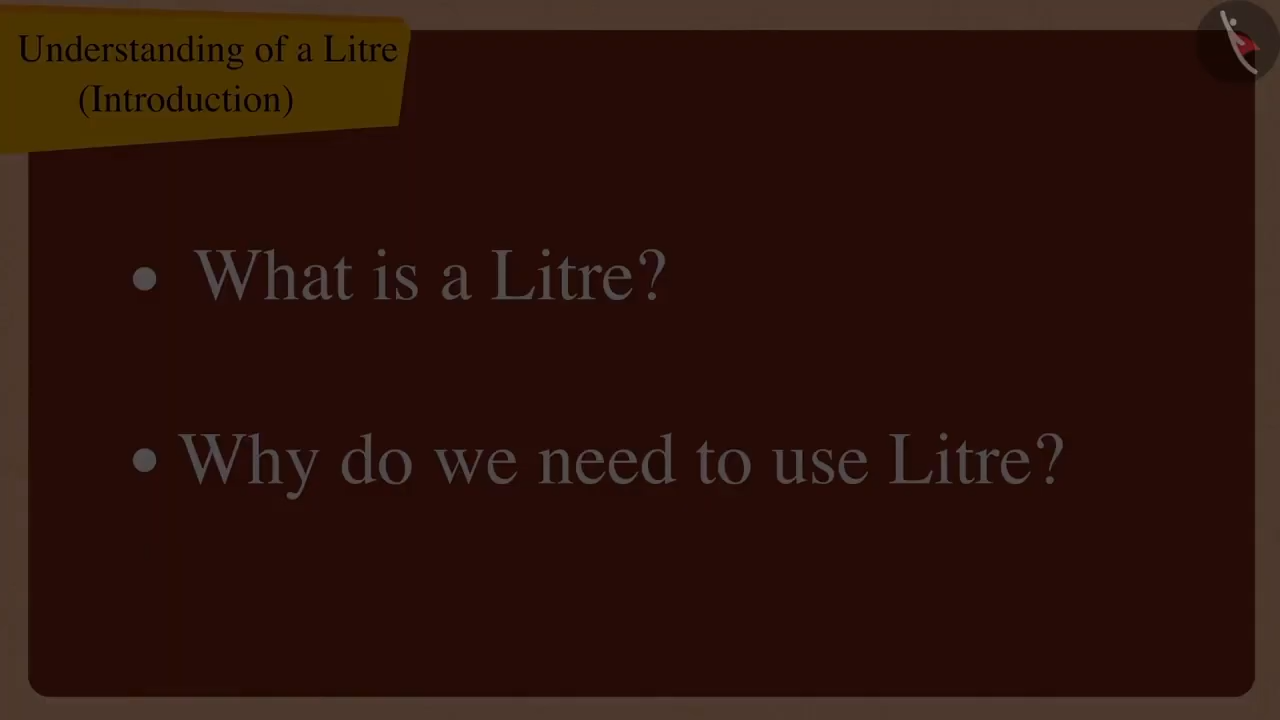 Understanding of a Litre
(Introduction)
• What is a Litre?
• Why do we need to use Litre?